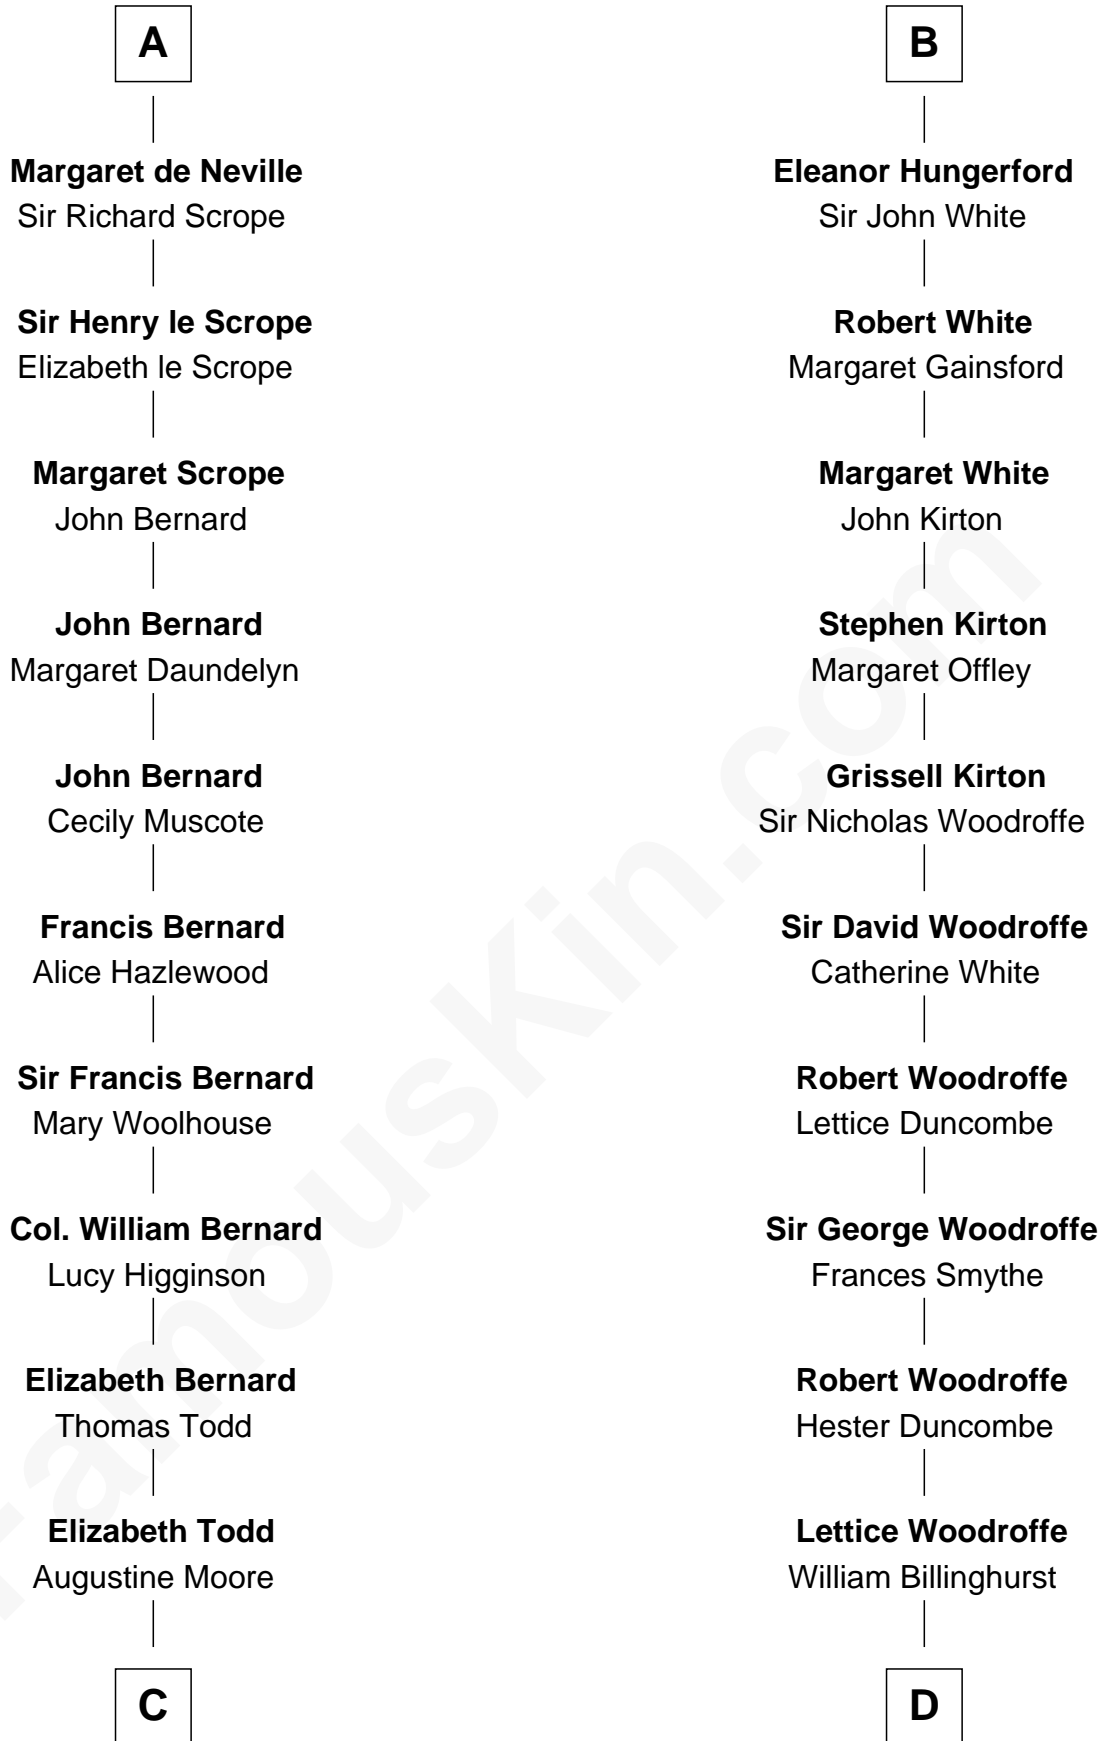 A
Margaret de Neville
Sir Richard Scrope
Sir Henry le Scrope
Elizabeth le Scrope
Margaret Scrope
John Bernard
John Bernard
Margaret Daundelyn
John Bernard
Cecily Muscote
Francis Bernard
Alice Hazlewood
Sir Francis Bernard
Mary Woolhouse
Col. William Bernard
Lucy Higginson
Elizabeth Bernard
Thomas Todd
Elizabeth Todd
Augustine Moore
C
B
Eleanor Hungerford
Sir John White
Robert White
Margaret Gainsford
Margaret White
John Kirton
Stephen Kirton
Margaret Offley
Grissell Kirton
Sir Nicholas Woodroffe
Sir David Woodroffe
Catherine White
Robert Woodroffe
Lettice Duncombe
Sir George Woodroffe
Frances Smythe
Robert Woodroffe
Hester Duncombe
Lettice Woodroffe
William Billinghurst
D
FamousKin.com